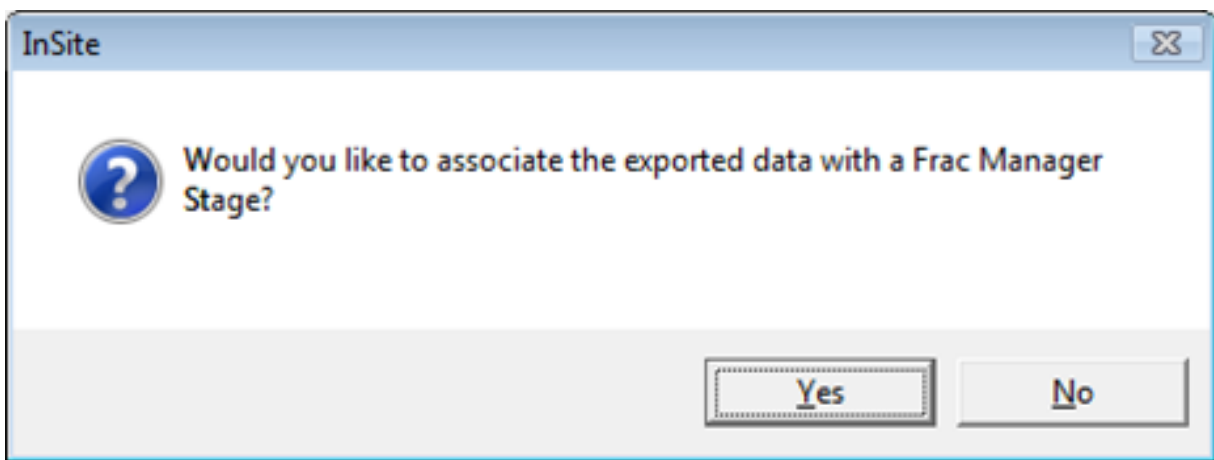 InSite
Would you like to associate the exported data with a Frac Manager
Stage?
Yes
No